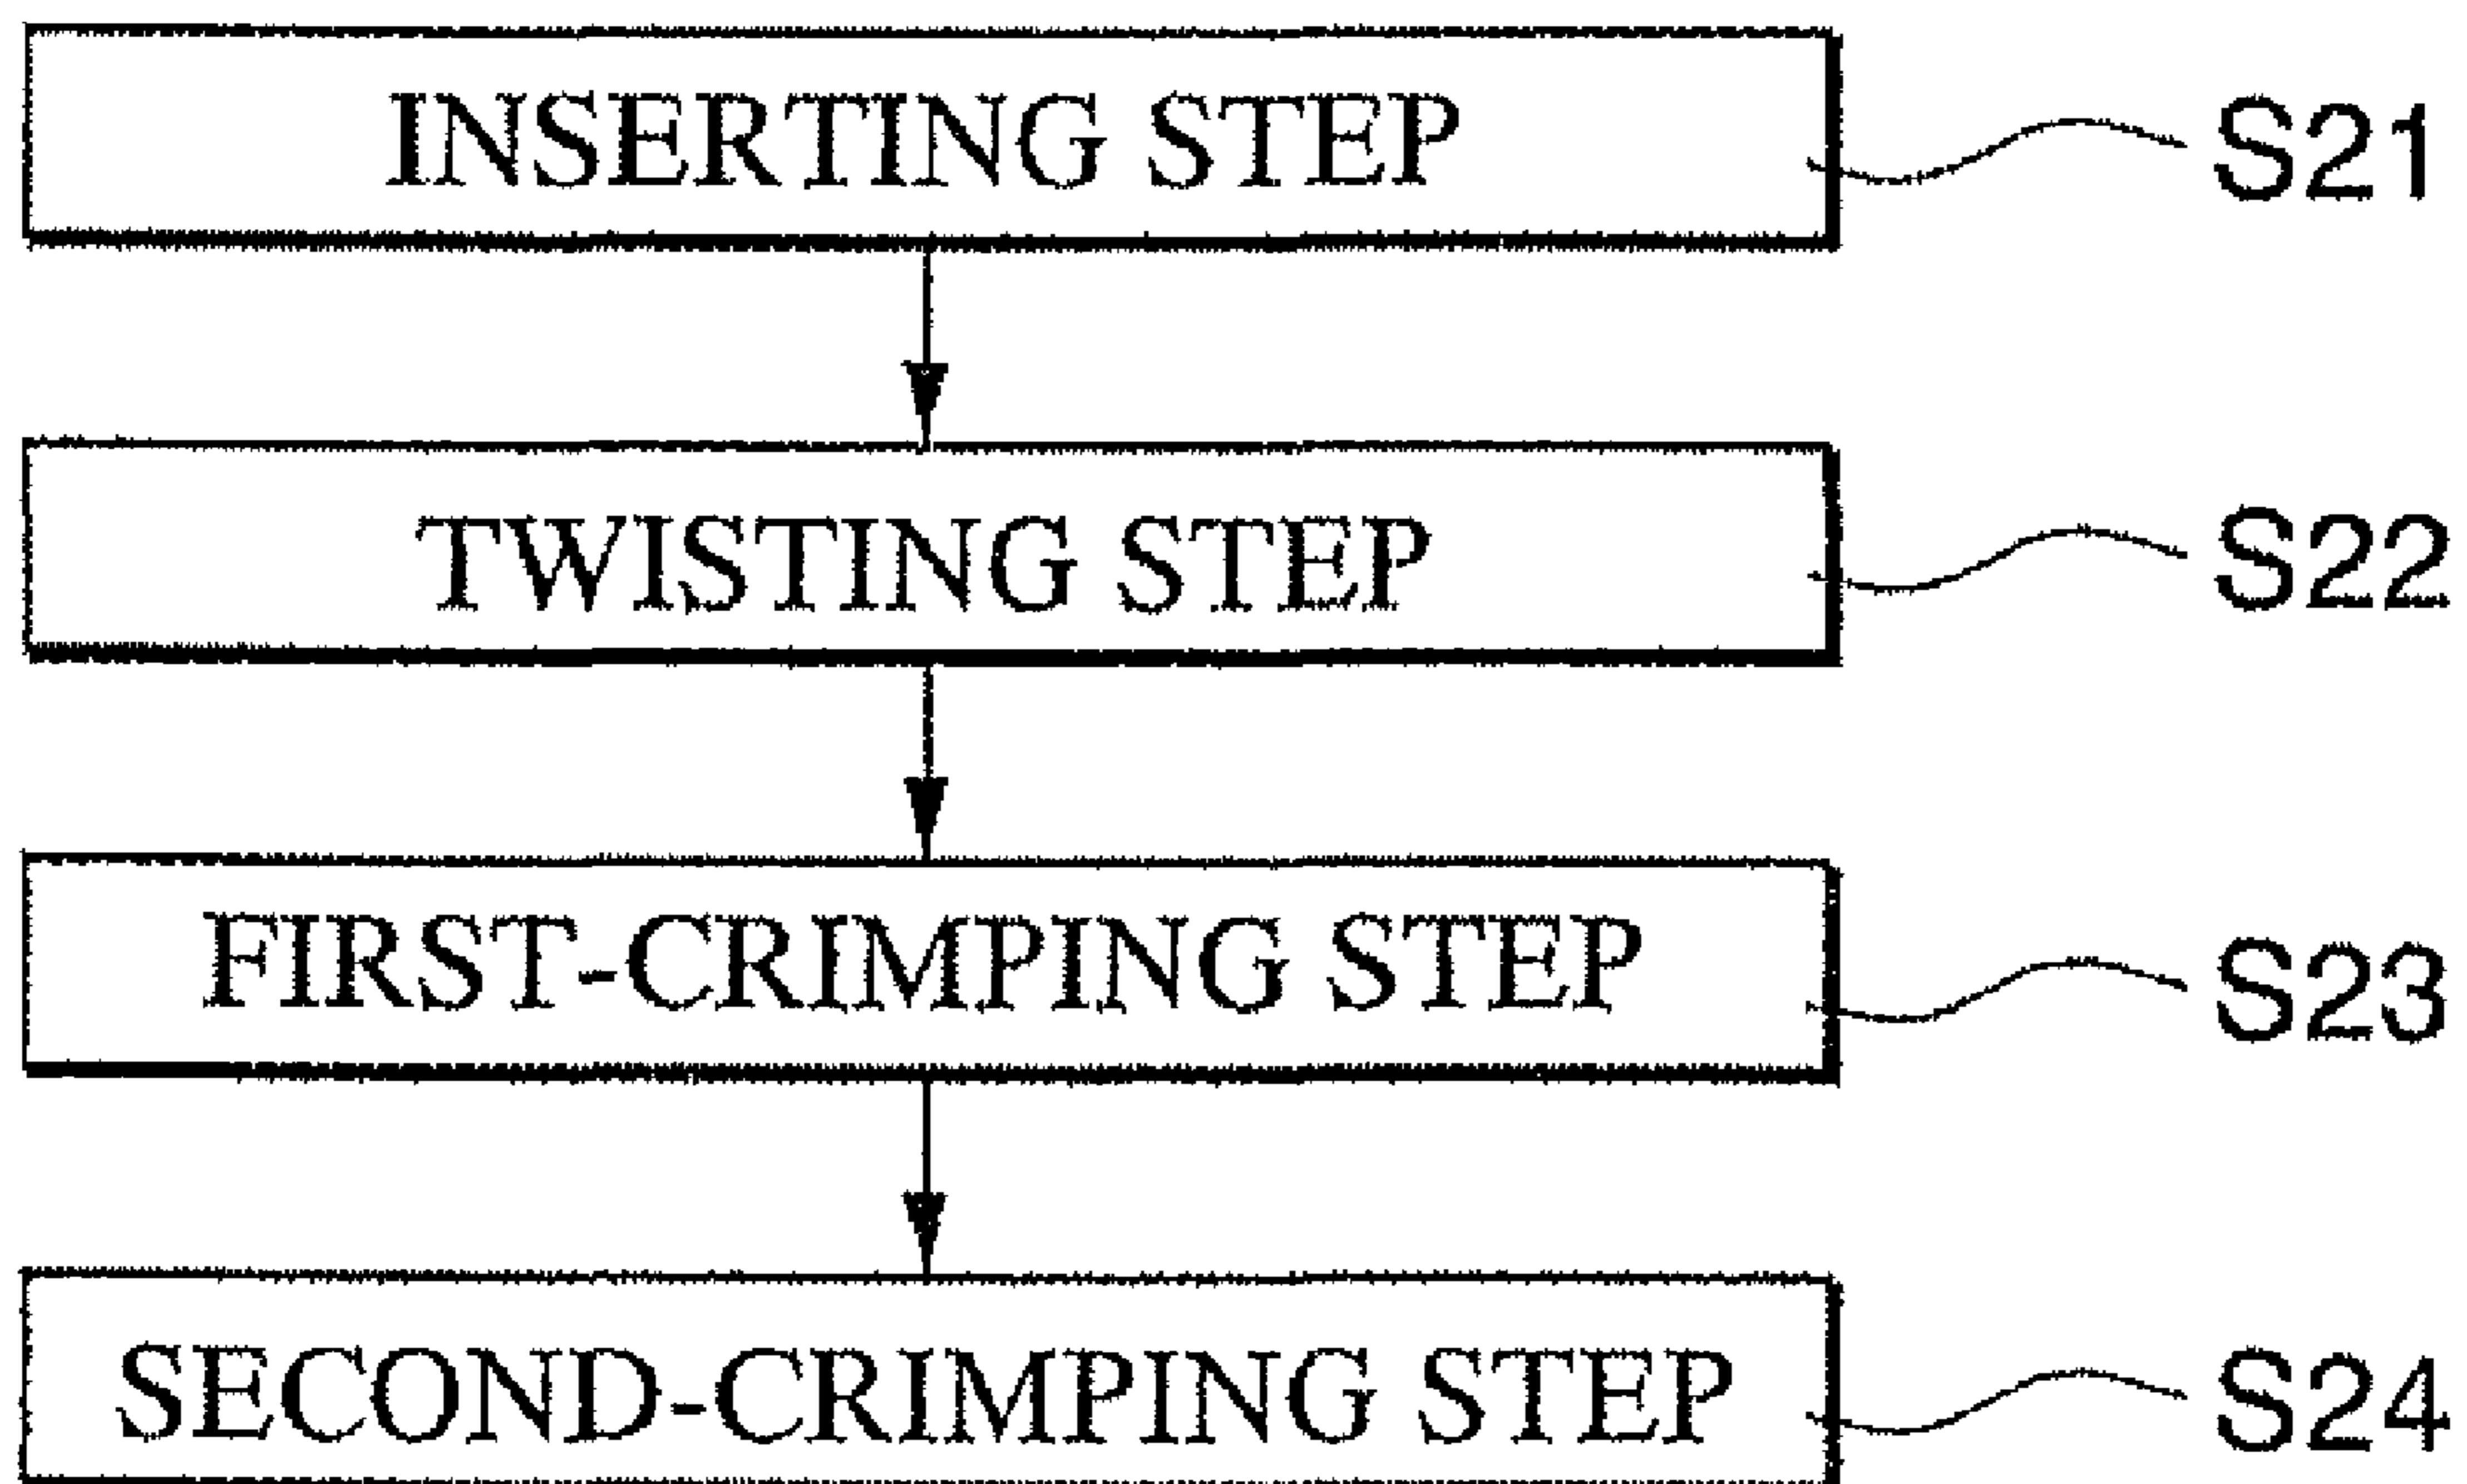 INSERTING STEP S21
TWISTING STEP S22
FIRST-CRIMPING STEP S23
SECOND-CRIMPING STEP S24